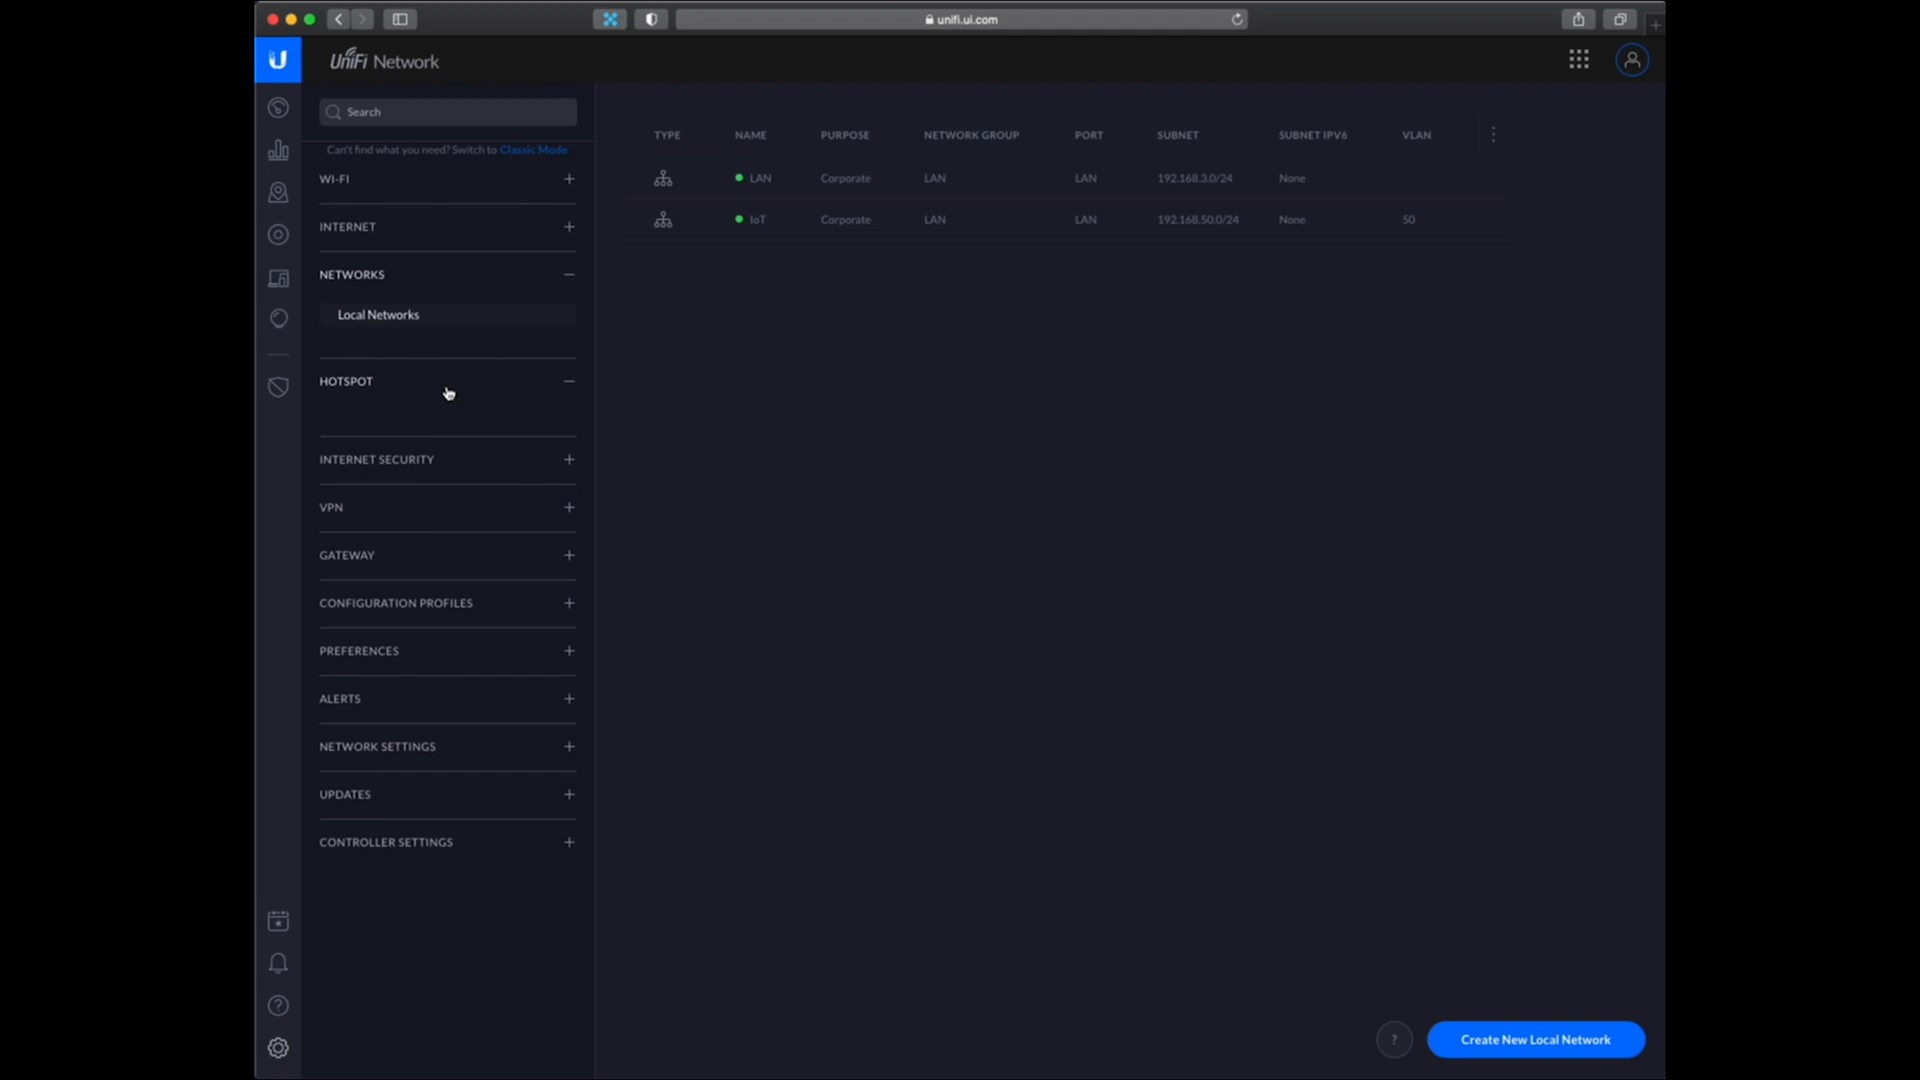 unifi.ui.com
UniFi Network
Search
Can't find what you need? Switch to Classic Mode
WI-FI
INTERNET
NETWORKS
Local Networks
HOTSPOT
INTERNET SECURITY
VPN
GATEWAY
CONFIGURATION PROFILES
PREFERENCES
ALERTS
NETWORK SETTINGS
UPDATES
CONTROLLER SETTINGS
TYPE NAME PURPOSE NETWORK GROUP PORT SUBNET SUBNET IPV6 VLAN
LAN Corporate LAN LAN 192.168.3.0/24 None
IoT Corporate LAN LAN 192.168.50.0/24 None 50
? Create New Local Network